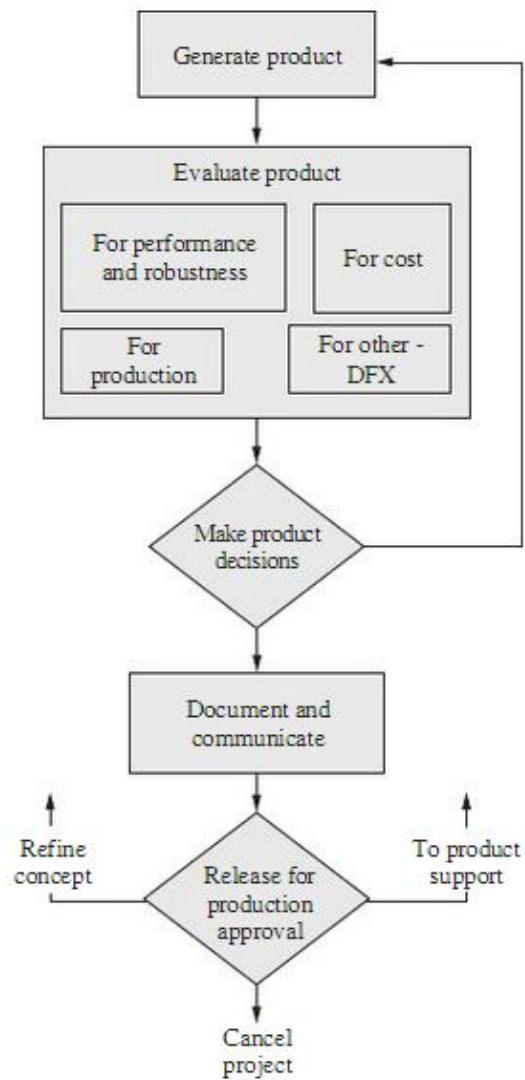 Generate product
Evaluate product
For performance
and robustness
For cost
For
production
For other -
DFX
Make product
decisions
Document and
communicate
Refine
concept
To product
support
Release for
production
approval
Cancel
project